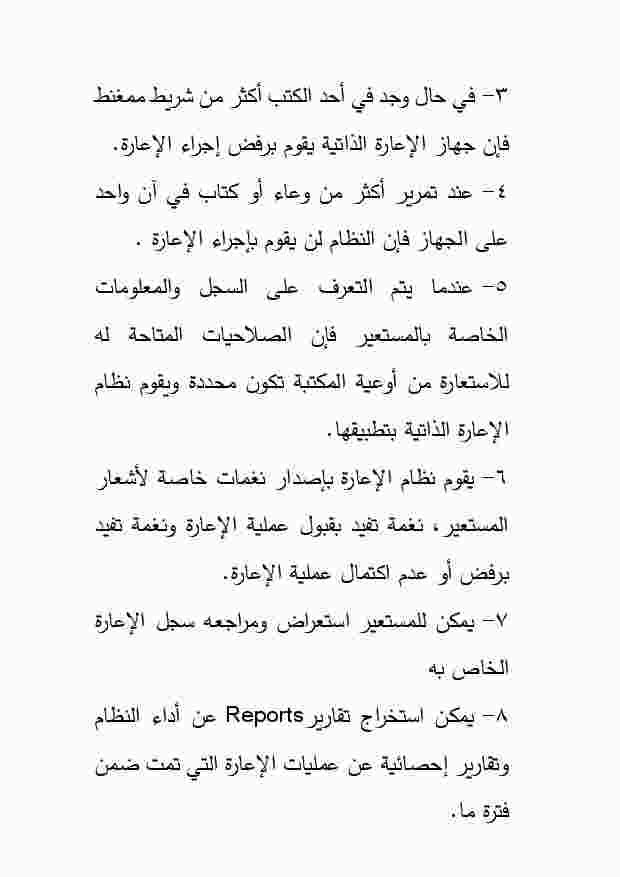 ٣- في حال وجد في أحد الكتب أكثر من شريط ممغنط
فإن جهاز الإعارة الذاتية يقوم برفض إجراء الإعارة.
٤- عند تمرير أكثر من وعاء أو كتاب في آن واحد
على الجهاز فإن النظام لن يقوم بإجراء الإعارة .
٥- عندما يتم التعرف على السجل والمعلومات
الخاصة بالمستعير فإن الصلاحيات المتاحة له
للاستعارة من أوعية المكتبة تكون محددة ويقوم نظام
الإعارة الذاتية بتطبيقها.
٦- يقوم نظام الإعارة بإصدار نغمات خاصة لأشعار
المستعير، نغمة تفيد بقبول عملية الإعارة ونغمة تفيد
برفض أو عدم اكتمال عملية الإعارة.
٧- يمكن للمستعير استعراض ومراجعه سجل الإعارة
الخاص به
٨- يمكن استخراج تقارير Reports عن أداء النظام
وتقارير إحصائية عن عمليات الإعارة التي تمت ضمن
فترة ما.